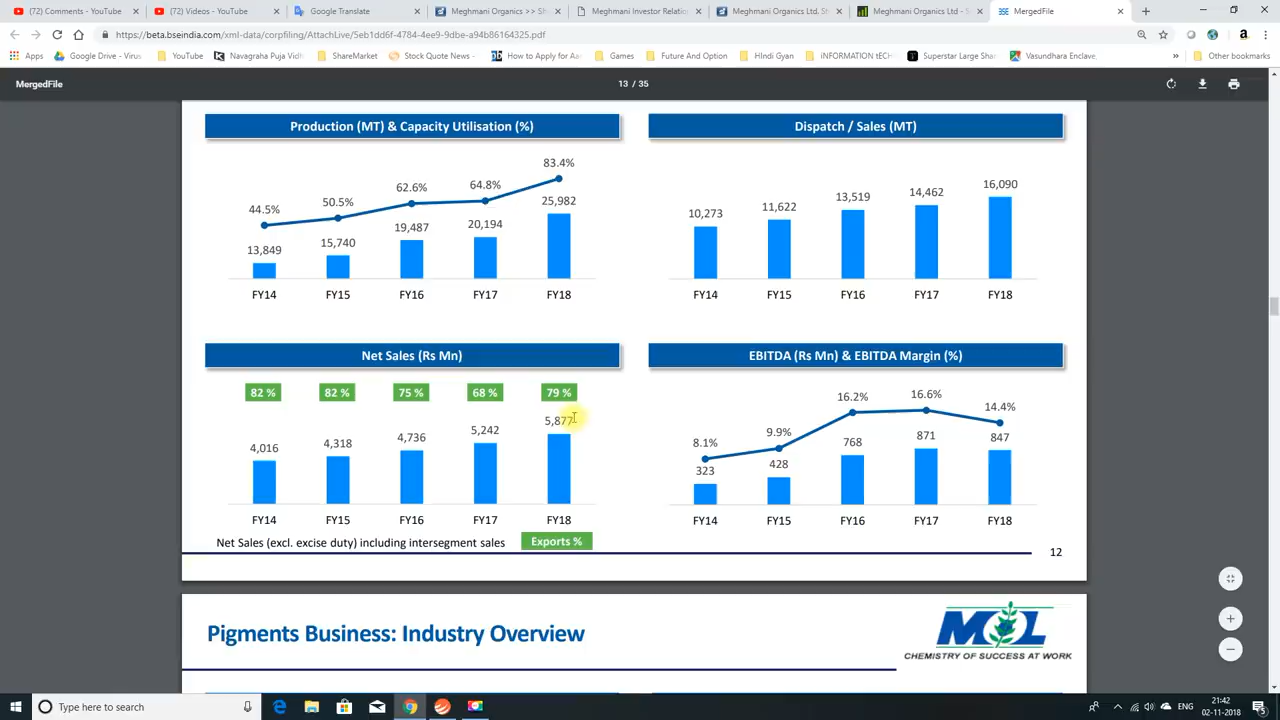 (72) Comments - YouTube
(72) Videos - YouTube
Google Translate
Meghmani Organics >> Sh
Meghmani Investor Relatio
Meghmani Organics Ltd. Sh
Meghmani Organics Ltd - S
MergedFile
https://beta.bseindia.com/xml-data/corpfiling/AttachLive/5eb1dd6f-4784-4ee9-9dbe-a94b86164325.pdf
Apps
Google Drive - Virus
YouTube
Navagraha Puja Vidh
ShareMarket
Stock Quote News -
How to Apply for Aa
Games
Future And Option
HIndi Gyan
iNFORMATION tECH
Superstar Large Sha
Vasundhara Enclave,
Other bookmarks
MergedFile
13 / 35
Production (MT) & Capacity Utilisation (%)
44.5% 50.5% 62.6% 64.8% 83.4%
13,849 15,740 19,487 20,194 25,982
FY14 FY15 FY16 FY17 FY18
Dispatch / Sales (MT)
10,273 11,622 13,519 14,462 16,090
FY14 FY15 FY16 FY17 FY18
Net Sales (Rs Mn)
82 % 82 % 75 % 68 % 79 %
4,016 4,318 4,736 5,242 5,877
FY14 FY15 FY16 FY17 FY18
Net Sales (excl. excise duty) including intersegment sales
Exports %
EBITDA (Rs Mn) & EBITDA Margin (%)
8.1% 9.9% 16.2% 16.6% 14.4%
323 428 768 871 847
FY14 FY15 FY16 FY17 FY18
12
Pigments Business: Industry Overview
MOL
CHEMISTRY OF SUCCESS AT WORK
Type here to search
ENG
21:42
02-11-2018